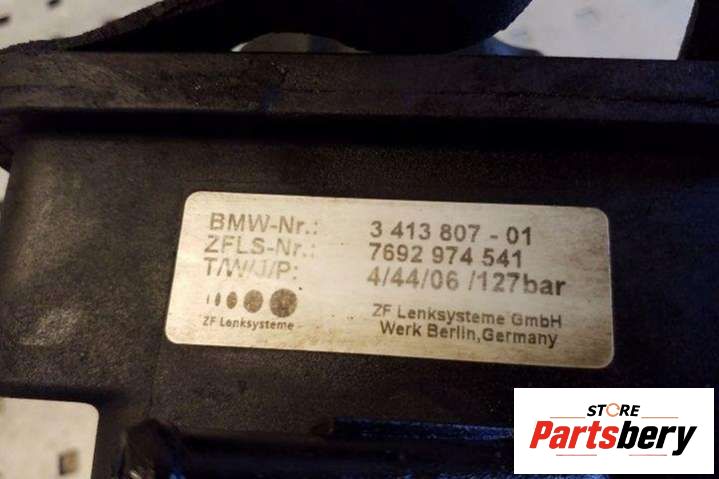 BMW-Nr.: 3 413 807 - 01
ZFLS-Nr.: 7692 974 541
T/W/J/P: 4/44/06 /127bar
ZF Lenksysteme
ZF Lenksysteme GmbH
Werk Berlin,Germany
STORE
Partsbery